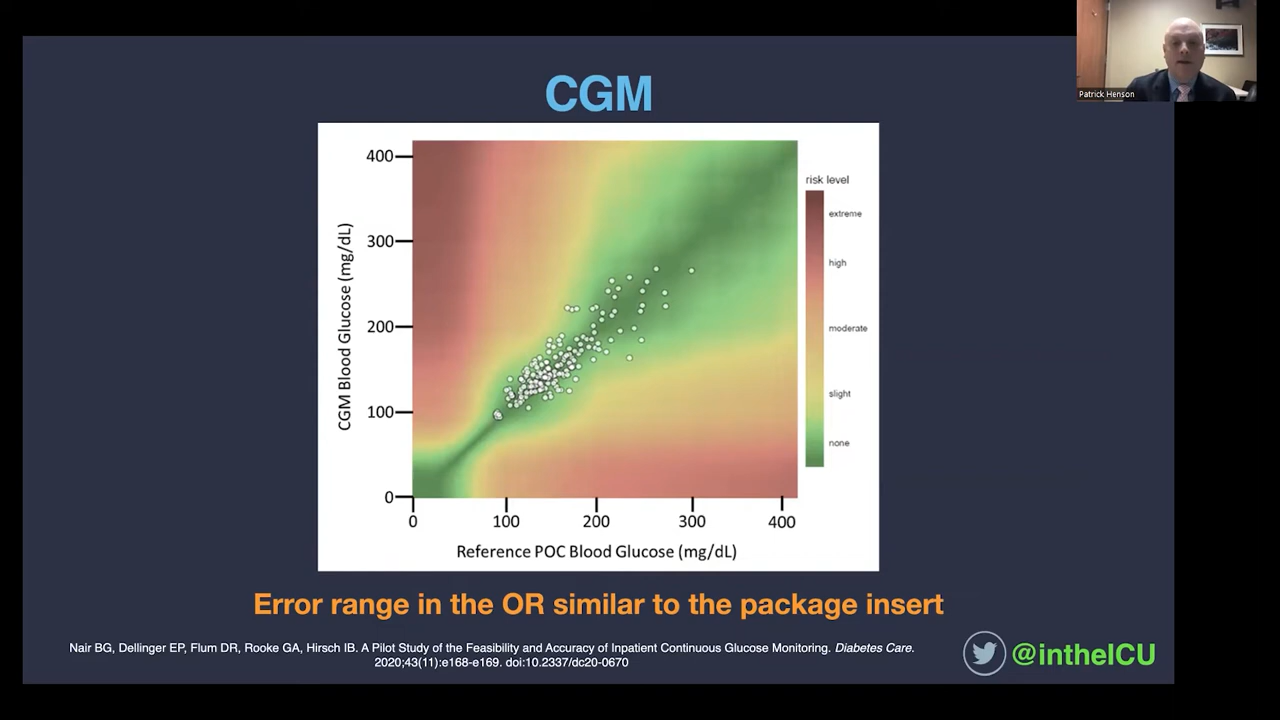 CGM
Patrick Henson
400
300
200
100
0
CGM Blood Glucose (mg/dL)
0 100 200 300 400
Reference POC Blood Glucose (mg/dL)
risk level
extreme
high
moderate
slight
none
Error range in the OR similar to the package insert
Nair BG, Dellinger EP, Flum DR, Rooke GA, Hirsch IB. A Pilot Study of the Feasibility and Accuracy of Inpatient Continuous Glucose Monitoring. Diabetes Care.
2020;43(11):e168-e169. doi:10.2337/dc20-0670
@intheICU